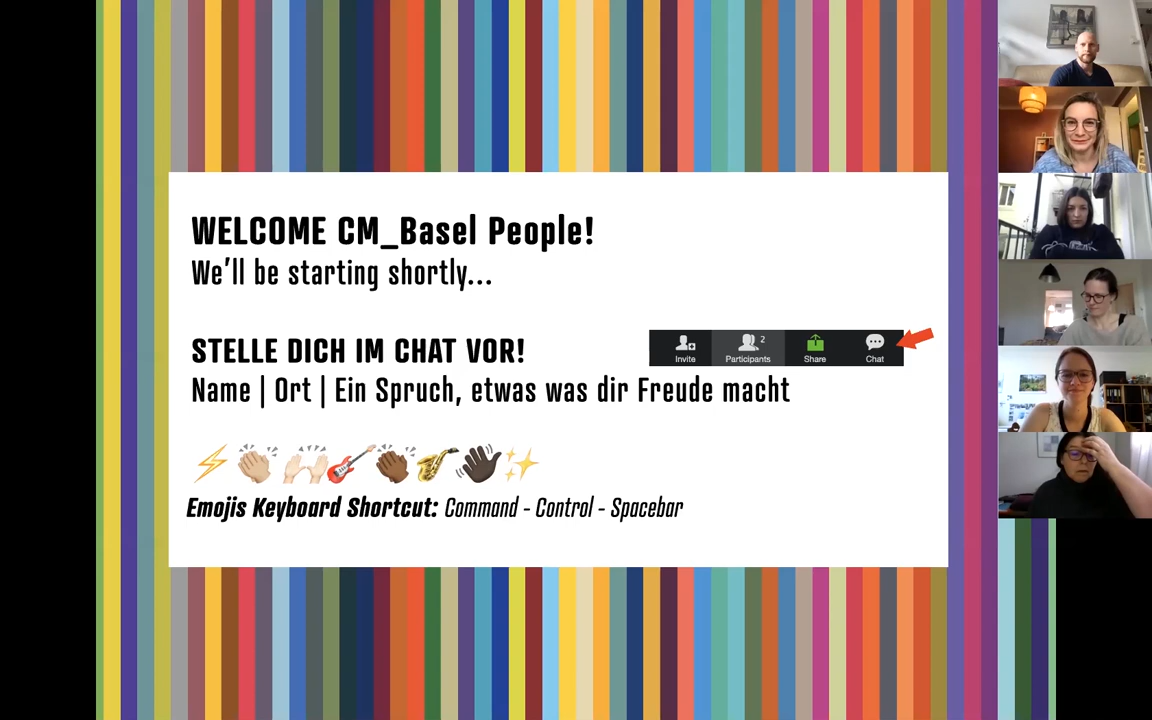 WELCOME CM_Basel People!
We'll be starting shortly...
STELLE DICH IM CHAT VOR!
Invite
Participants
2
Share
Chat
Name | Ort | Ein Spruch, etwas was dir Freude macht
Emojis Keyboard Shortcut: Command - Control - Spacebar